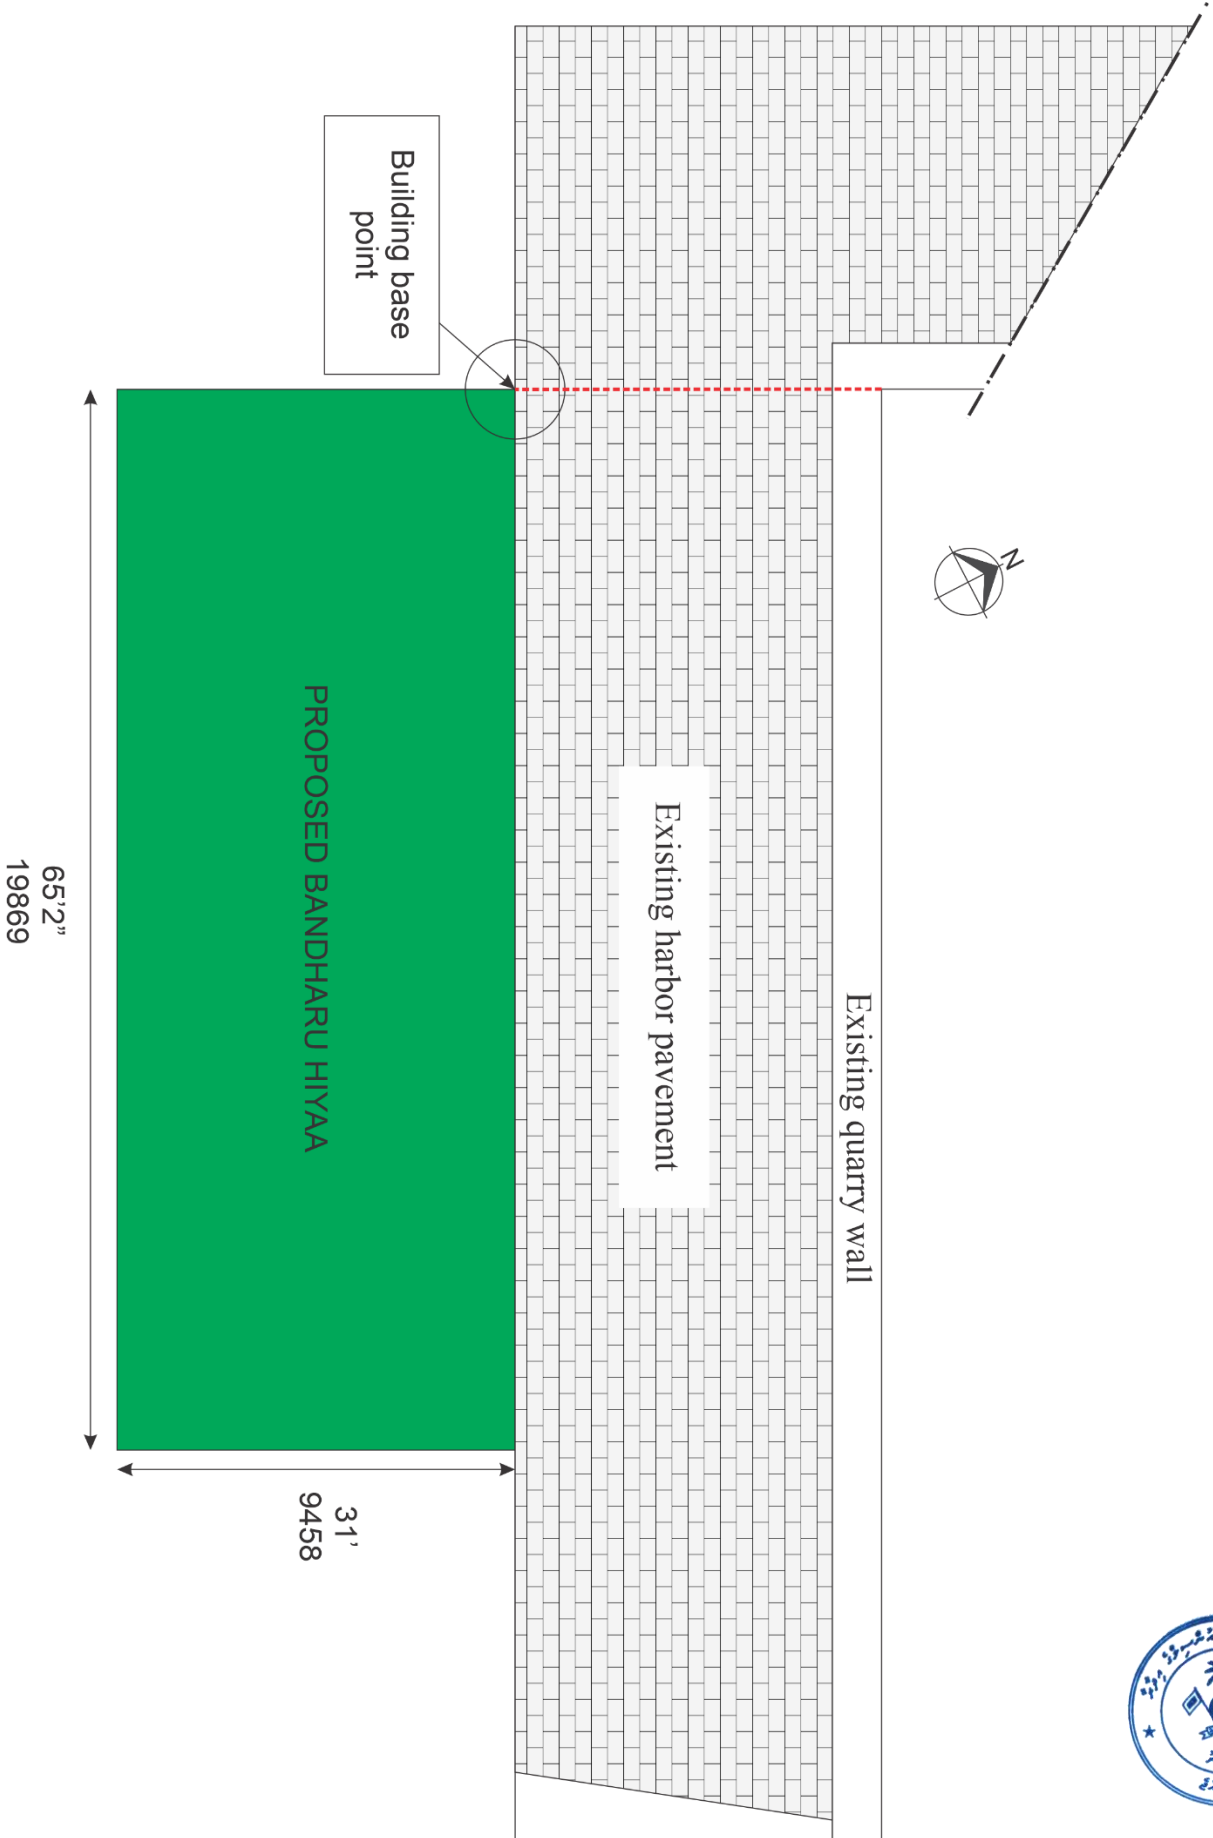 N
Existing quarry wall
Existing harbor pavement
Building base
point
PROPOSED BANDHARU HIYAA
31'
9458
65'2"
19869